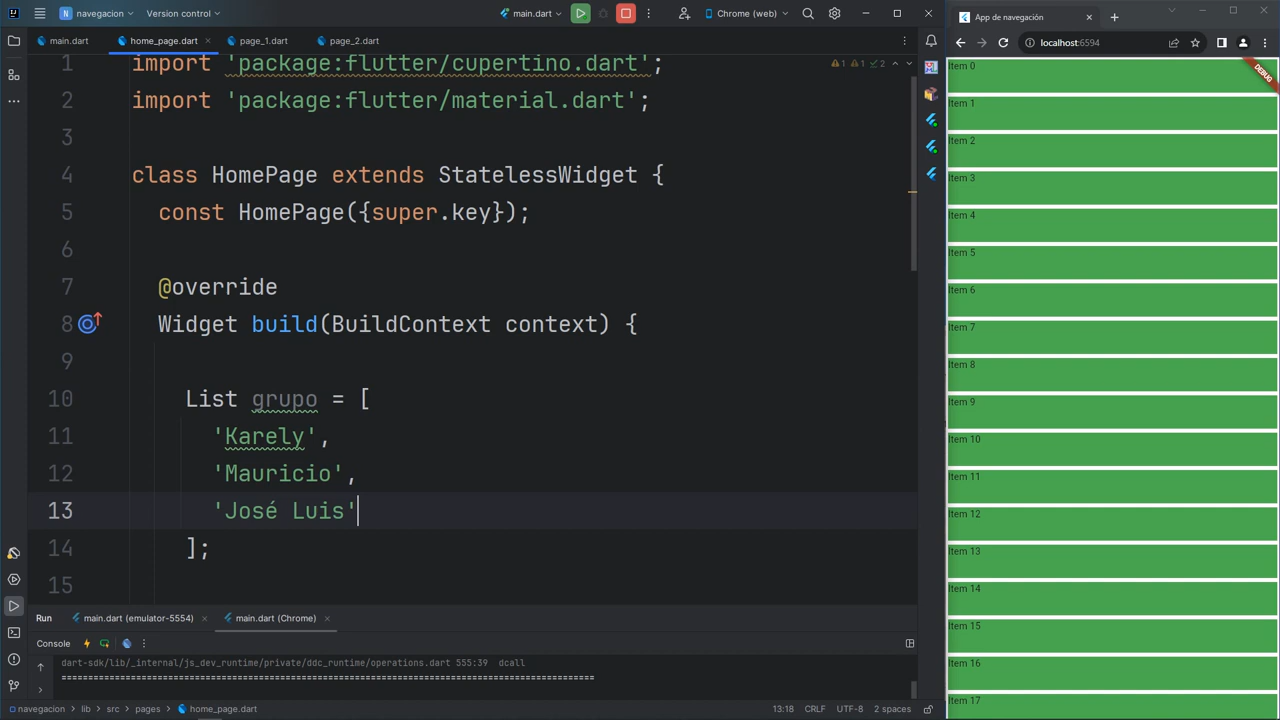 navegacion
Version control
main.dart
Chrome (web)
main.dart
home_page.dart
page_1.dart
page_2.dart
1 1 2
1 import 'package:flutter/cupertino.dart';
2 import 'package:flutter/material.dart';
3
4 class HomePage extends StatelessWidget {
5 const HomePage({super.key});
6
7 @override
8 Widget build(BuildContext context) {
9
10 List grupo = [
11 'Karely',
12 'Mauricio',
13 'José Luis'
14 ];
15
Run main.dart (emulator-5554) main.dart (Chrome)
Console
dart-sdk/lib/_internal/js_dev_runtime/private/ddc_runtime/operations.dart 555:39 dcall
====================================================================================================
navegacion > lib > src > pages > home_page.dart
13:18 CRLF UTF-8 2 spaces
App de navegación
localhost:6594
DEBUG
Item 0
Item 1
Item 2
Item 3
Item 4
Item 5
Item 6
Item 7
Item 8
Item 9
Item 10
Item 11
Item 12
Item 13
Item 14
Item 15
Item 16
Item 17